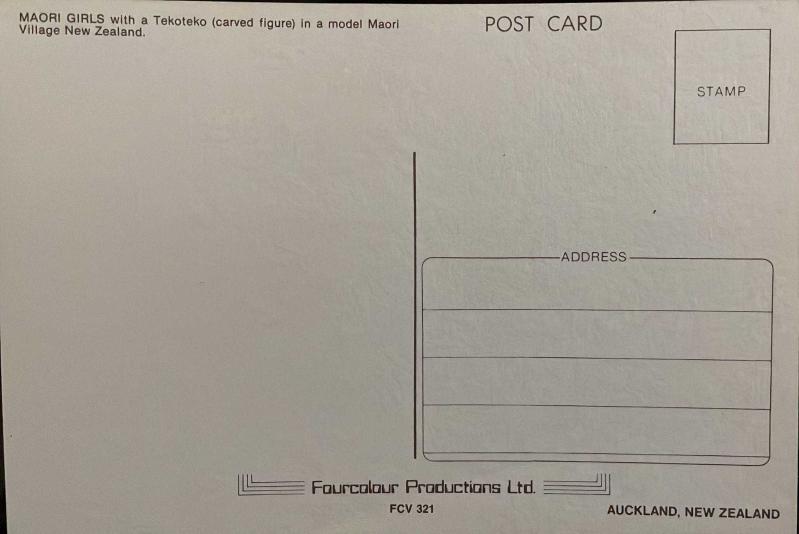 MAORI GIRLS with a Tekoteko (carved figure) in a model Maori
Village New Zealand.
POST CARD
STAMP
ADDRESS
Fourcolour Productions Ltd.
FCV 321
AUCKLAND, NEW ZEALAND